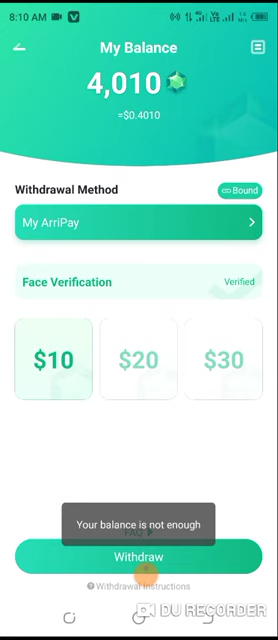 8:10 AM
My Balance
4,010
≈$0.4010
Withdrawal Method
Bound
My ArriPay
Face Verification
Verified
$10
$20
$30
Your balance is not enough
FAQ
Withdraw
Withdrawal Instructions
DU RECORDER